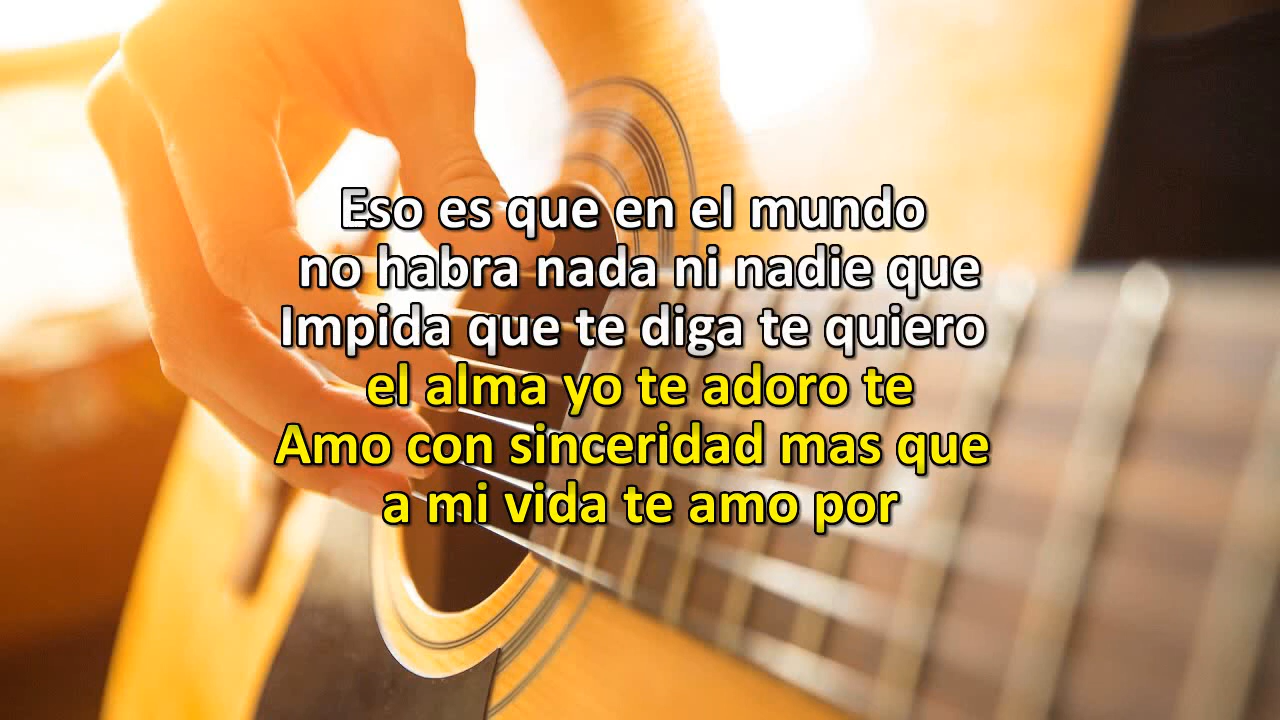 Eso es que en el mundo
no habra nada ni nadie que
Impida que te diga te quiero
el alma yo te adoro te
Amo con sinceridad mas que
a mi vida te amo por